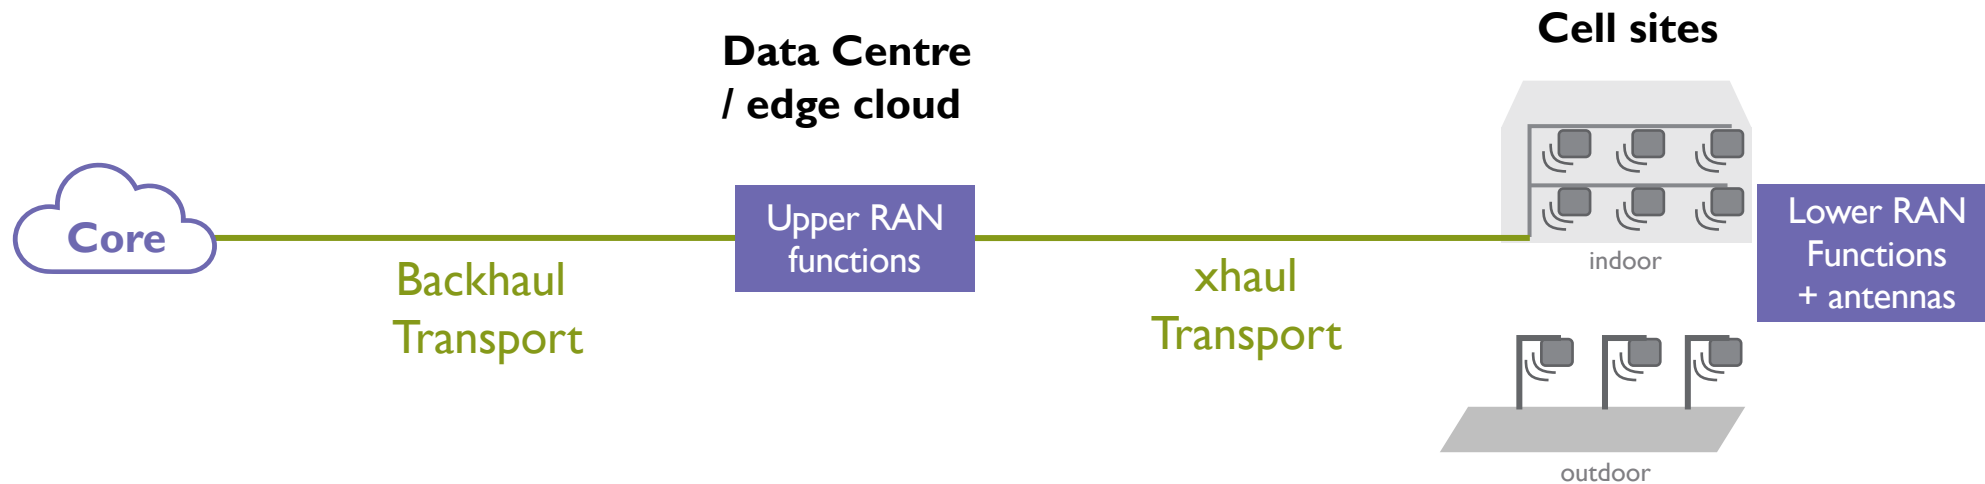 Cell sites
Data Centre
/ edge cloud
Core
Backhaul
Transport
Upper RAN
functions
xhaul
Transport
indoor
Lower RAN
Functions
+ antennas
outdoor